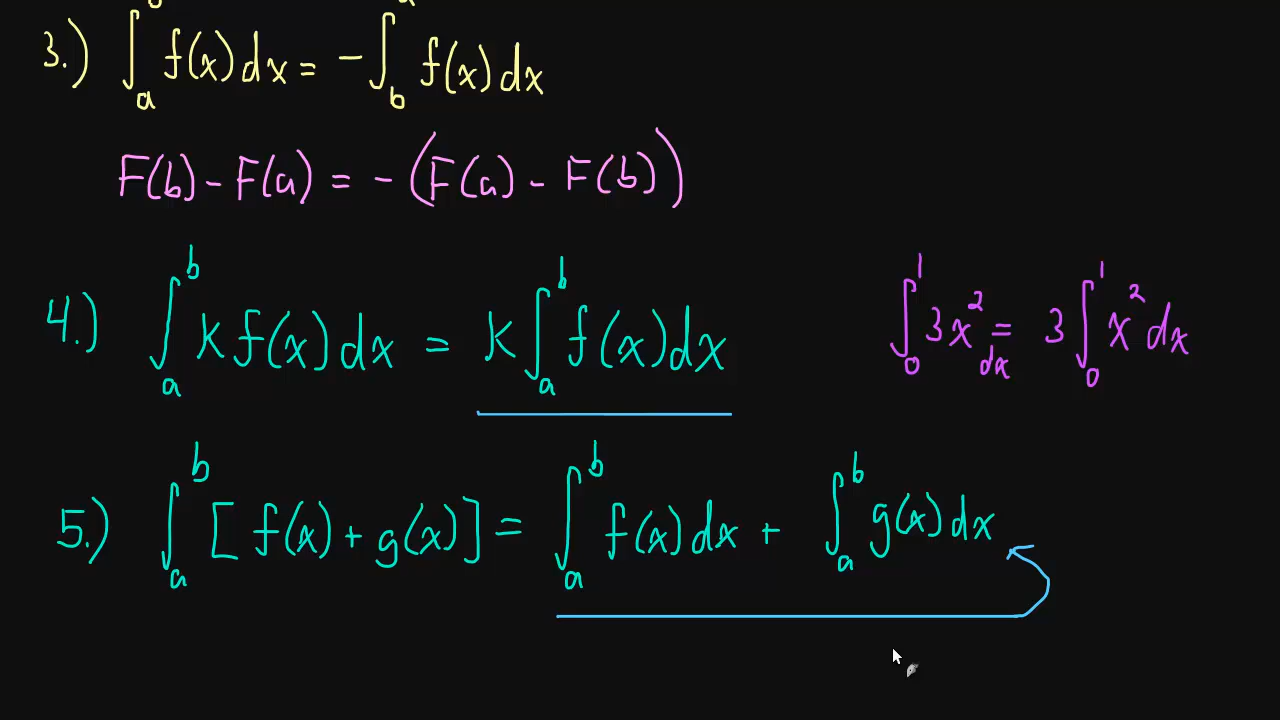 3.) ∫_a^b f(x)dx = -∫_b^a f(x)dx
F(b) - F(a) = -(F(a) - F(b))
4.) ∫_a^b K f(x)dx = K∫_a^b f(x)dx
∫_0^1 3x^2 dx = 3∫_0^1 x^2 dx
5.) ∫_a^b [f(x) + g(x)] = ∫_a^b f(x)dx + ∫_a^b g(x)dx